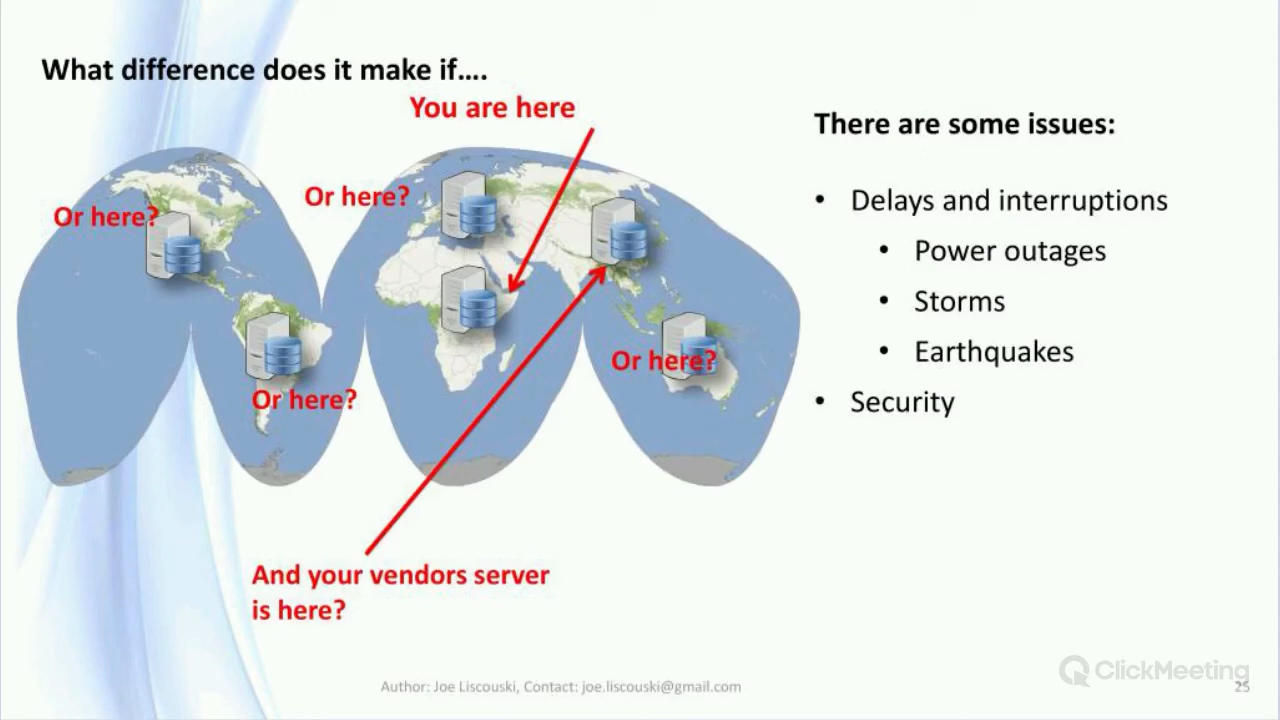 What difference does it make if....
You are here
There are some issues:
Or here?
Or here?
• Delays and interruptions
• Power outages
• Storms
• Earthquakes
Or here?
• Security
Or here?
And your vendors server
is here?
Author: Joe Liscouski, Contact: joe.liscouski@gmail.com
ClickMeeting
25